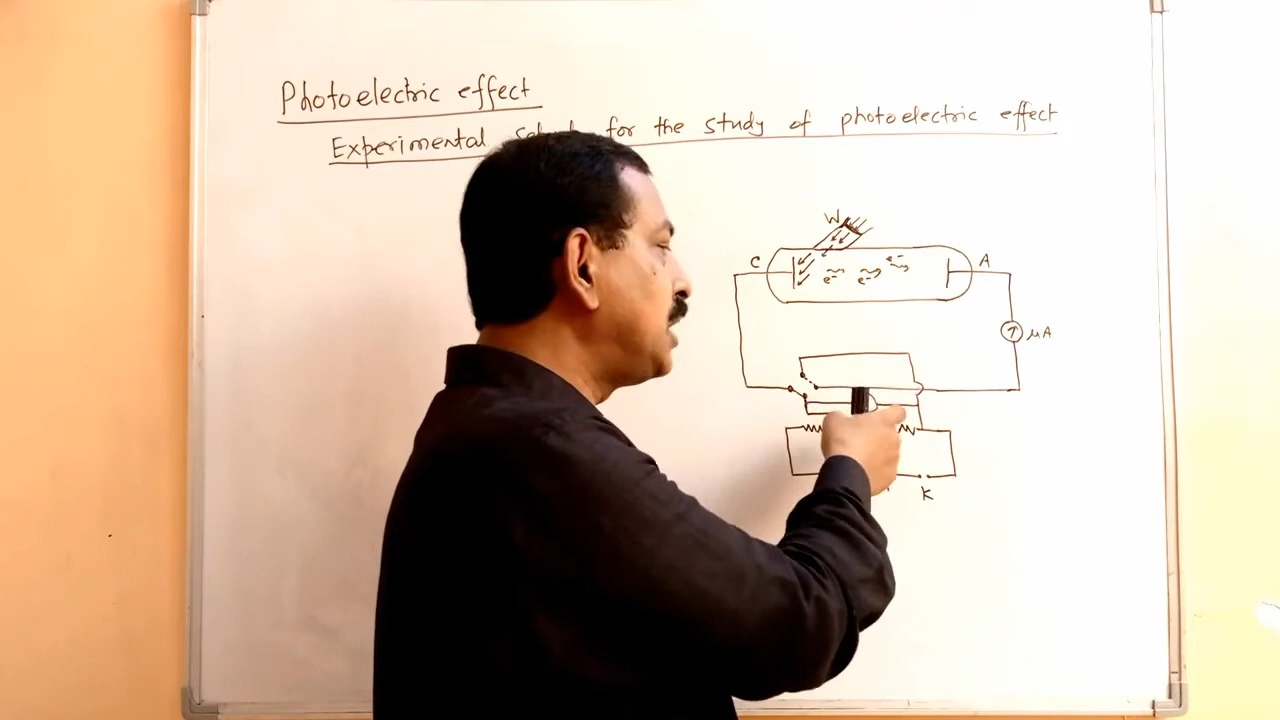 Photoelectric effect
Experimental for the study of photoelectric effect
W
C
A
e⁻
e⁻
e⁻
μA
K